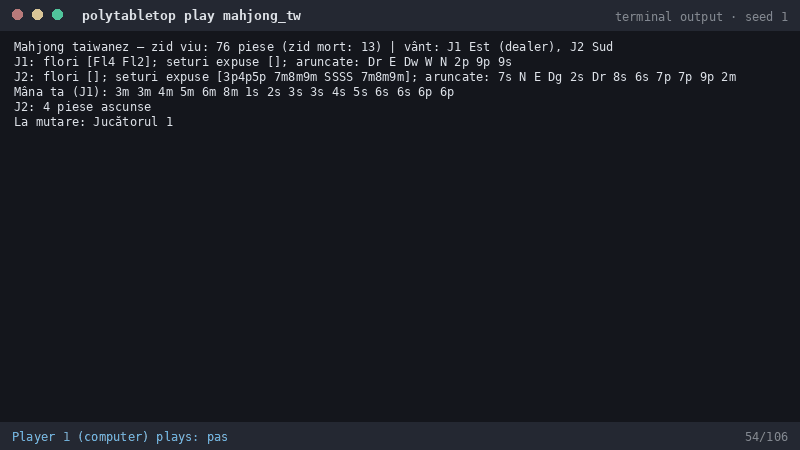 polytabletop play mahjong_tw
terminal output · seed 1
Mahjong taiwanez — zid viu: 76 piese (zid mort: 13) | vânt: J1 Est (dealer), J2 Sud
J1: flori [Fl4 Fl2]; seturi expuse []; aruncate: Dr E Dw W N 2p 9p 9s
J2: flori []; seturi expuse [3p4p5p 7m8m9m SSSS 7m8m9m]; aruncate: 7s N E Dg 2s Dr 8s 6s 7p 7p 9p 2m
Mâna ta (J1): 3m 3m 4m 5m 6m 8m 1s 2s 3s 3s 4s 5s 6s 6s 6p 6p
J2: 4 piese ascunse
La mutare: Jucătorul 1
Player 1 (computer) plays: pas
54/106